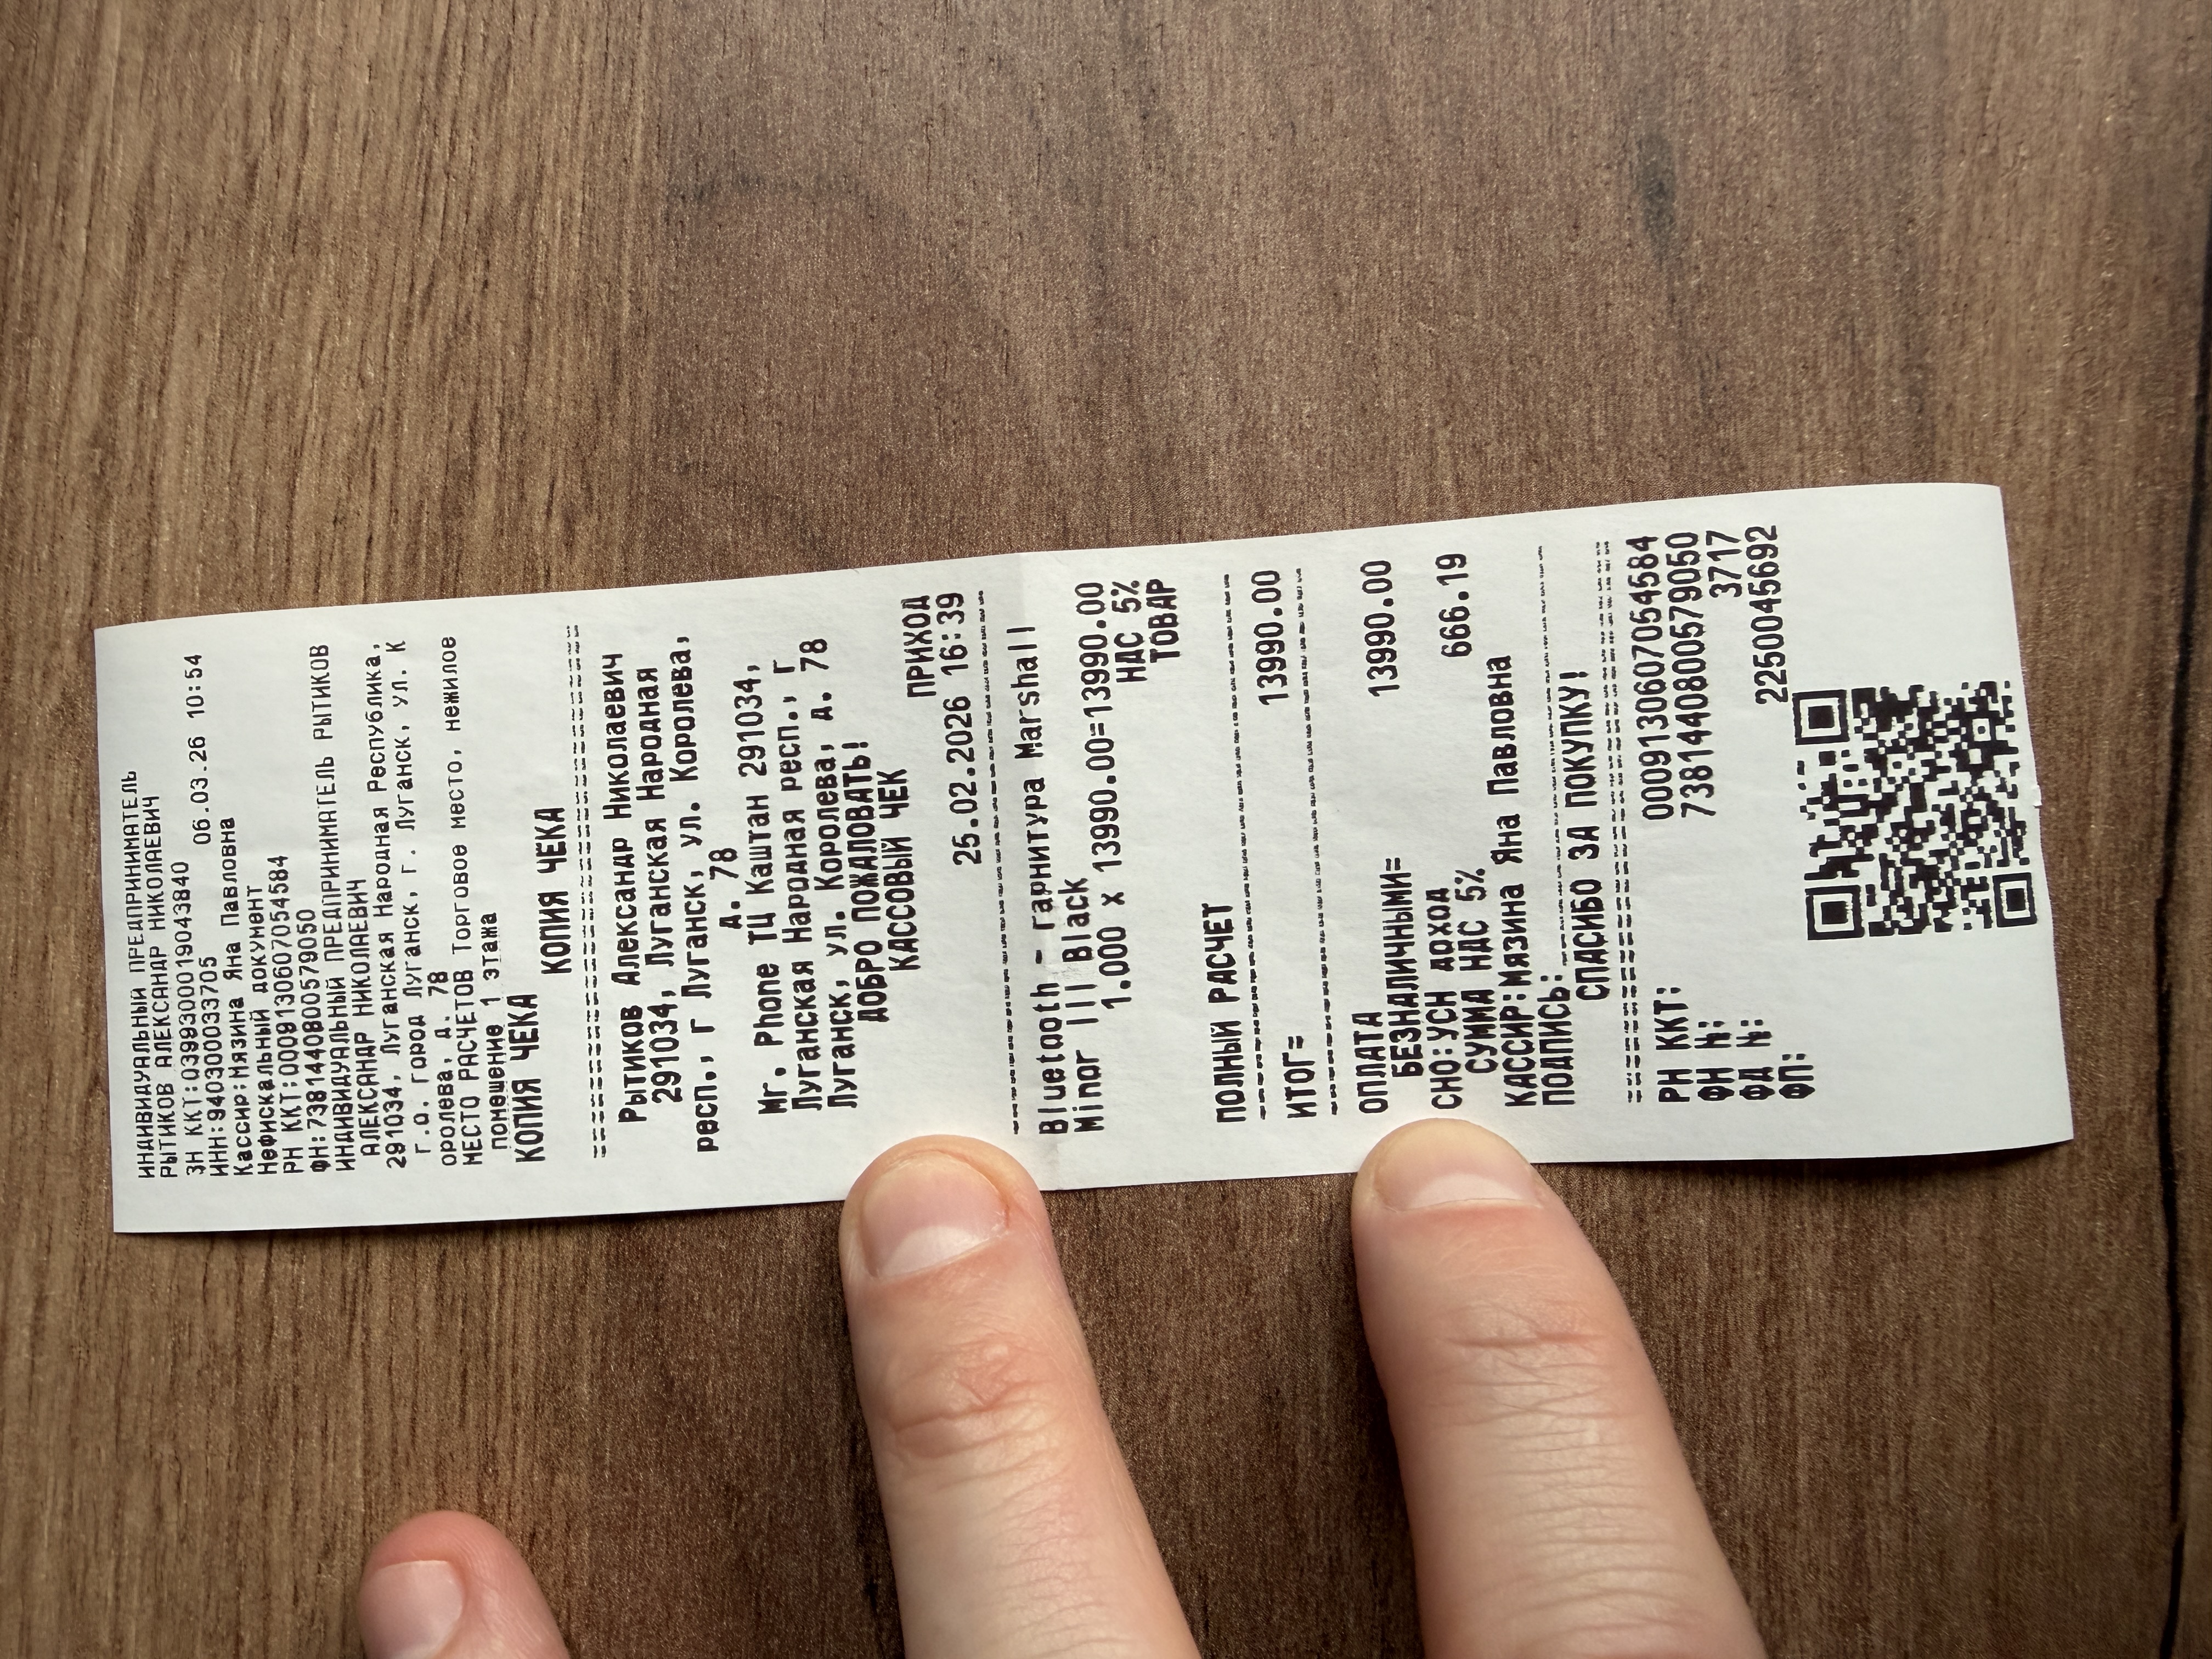 ИНДИВИДУАЛЬНЫЙ ПРЕДПРИНИМАТЕЛЬ
РЫТИКОВ АЛЕКСАНДР НИКОЛАЕВИЧ
ЗН ККТ:0399300019043840
ИНН:940300033705 06.03.26 10:54
Кассир:Мязина Яна Павловна
Нефискальный документ
РН ККТ:0009130607054584
ФН:7381440800579050
ИНДИВИДУАЛЬНЫЙ ПРЕДПРИНИМАТЕЛЬ РЫТИКОВ
АЛЕКСАНДР НИКОЛАЕВИЧ
291034, Луганская Народная Республика,
г.о. город Луганск, г. Луганск, ул. К
оролева, д. 78
МЕСТО РАСЧЕТОВ Торговое место, нежилое
помещение 1 этажа
КОПИЯ ЧЕКА КОПИЯ ЧЕКА
Рытиков Александр Николаевич
291034, Луганская Народная
респ., г Луганск, ул. Королева,
д. 78
Mr. Phone ТЦ Каштан 291034,
Луганская Народная респ., г
Луганск, ул. Королева, д. 78
ДОБРО ПОЖАЛОВАТЬ!
КАССОВЫЙ ЧЕК
ПРИХОД
25.02.2026 16:39
Bluetooth - гарнитура Marshall
Minor III Black
1.000 x 13990.00=13990.00
НДС 5%
ТОВАР
ПОЛНЫЙ РАСЧЕТ
ИТОГ= 13990.00
ОПЛАТА
БЕЗНАЛИЧНЫМИ= 13990.00
СНО:УСН ДОХОД
СУММА НДС 5% 666.19
КАССИР:Мязина Яна Павловна
ПОДПИСЬ:
СПАСИБО ЗА ПОКУПКУ!
РН ККТ: 0009130607054584
ФН №: 7381440800579050
ФД №: 3717
ФП: 2250045692